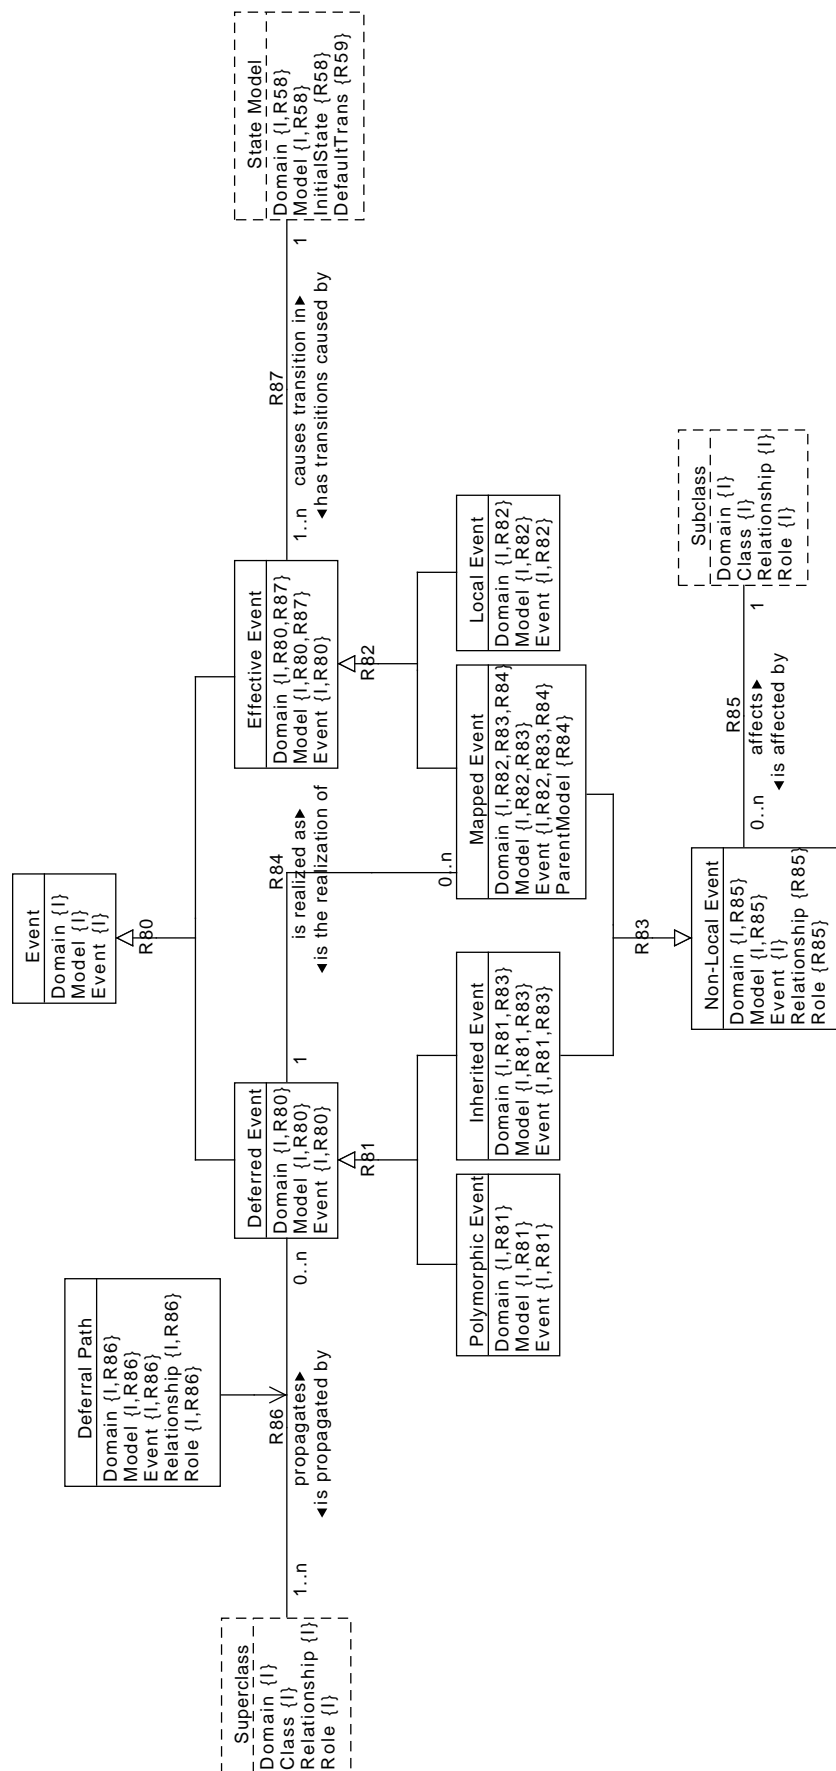 Event
Domain {I}
Model {I}
Event {I}
R80
Deferral Path
Domain {I,R86}
Model {I,R86}
Event {I,R86}
Relationship {I,R86}
Role {I,R86}
Superclass
Domain {I}
Class {I}
Relationship {I}
Role {I}
1..n
R86
propagates►
◄is propagated by
0..n
Deferred Event
Domain {I,R80}
Model {I,R80}
Event {I,R80}
1
R84
is realized as►
◄is the realization of
0..n
Effective Event
Domain {I,R80,R87}
Model {I,R80,R87}
Event {I,R80}
1..n
R87
causes transition in►
◄has transitions caused by
1
State Model
Domain {I,R58}
Model {I,R58}
InitialState {R58}
DefaultTrans {R59}
R81
R82
Polymorphic Event
Domain {I,R81}
Model {I,R81}
Event {I,R81}
Inherited Event
Domain {I,R81,R83}
Model {I,R81,R83}
Event {I,R81,R83}
Mapped Event
Domain {I,R82,R83,R84}
Model {I,R82,R83}
Event {I,R82,R83,R84}
ParentModel {R84}
Local Event
Domain {I,R82}
Model {I,R82}
Event {I,R82}
R83
Non-Local Event
Domain {I,R85}
Model {I,R85}
Event {I}
Relationship {R85}
Role {R85}
0..n
R85
affects►
◄is affected by
1
Subclass
Domain {I}
Class {I}
Relationship {I}
Role {I}